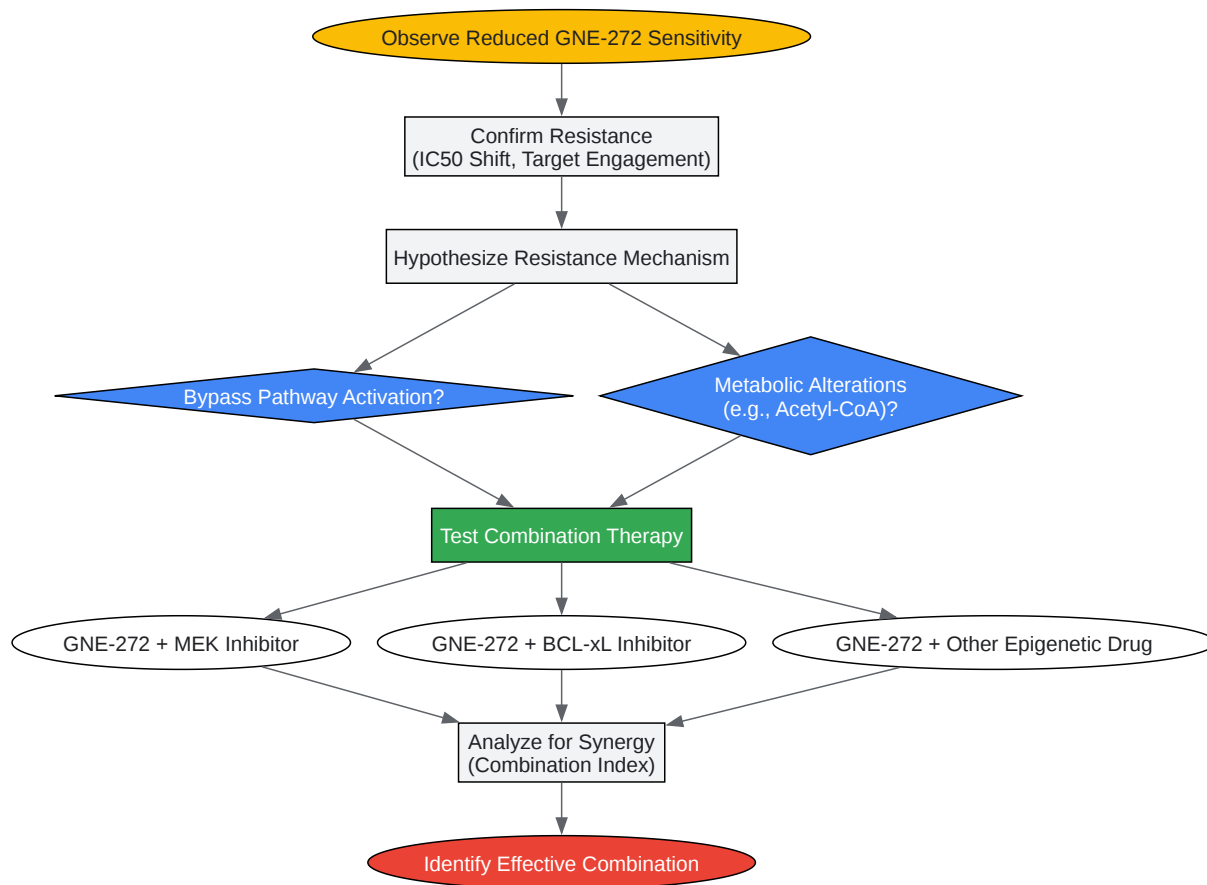 Observe Reduced GNE-272 Sensitivity
Confirm Resistance
(IC50 Shift, Target Engagement)
Hypothesize Resistance Mechanism
Bypass Pathway Activation?
Metabolic Alterations
(e.g., Acetyl-CoA)?
Test Combination Therapy
GNE-272 + MEK Inhibitor
GNE-272 + BCL-xL Inhibitor
GNE-272 + Other Epigenetic Drug
Analyze for Synergy
(Combination Index)
Identify Effective Combination